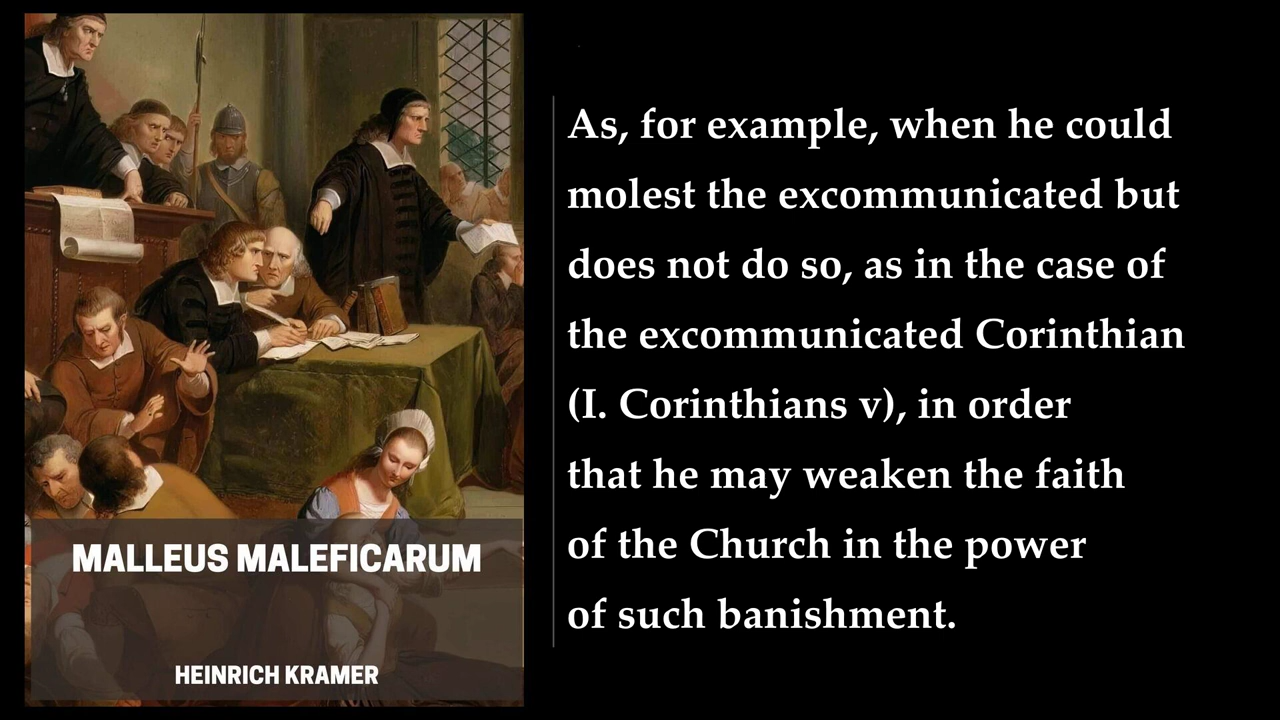 MALLEUS MALEFICARUM
HEINRICH KRAMER
As, for example, when he could
molest the excommunicated but
does not do so, as in the case of
the excommunicated Corinthian
(I. Corinthians v), in order
that he may weaken the faith
of the Church in the power
of such banishment.